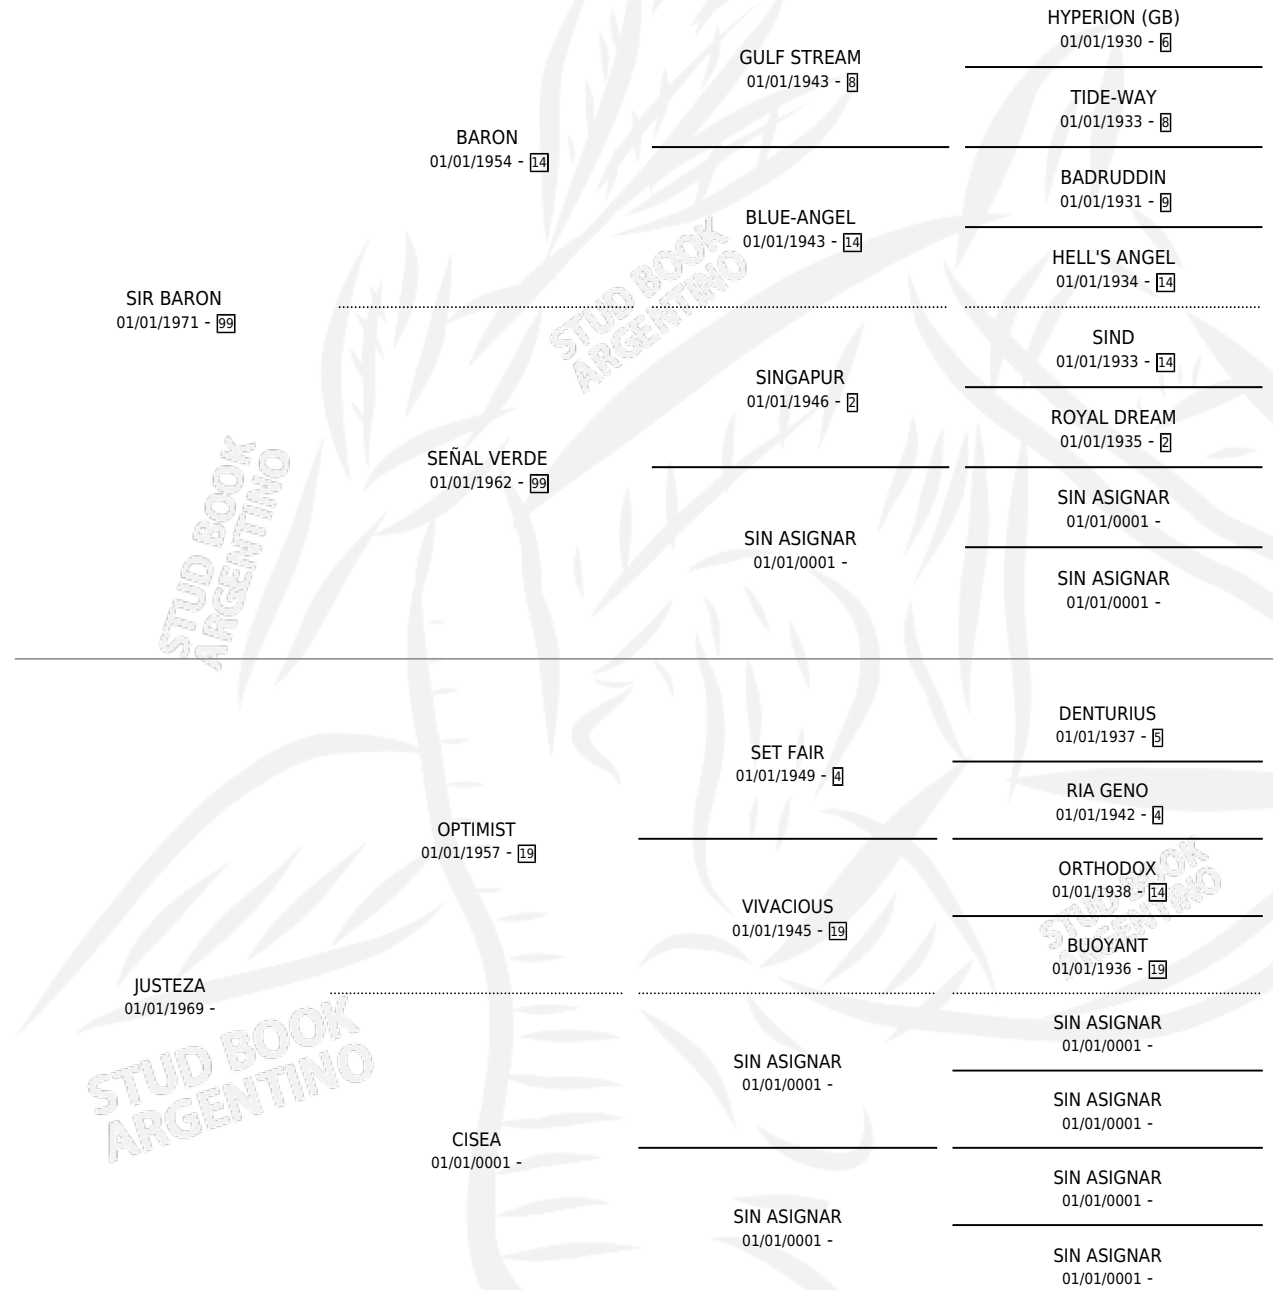 HYPERION (GB)
01/01/1930 - 6
GULF STREAM
01/01/1943 - 8
TIDE-WAY
01/01/1933 - 8
BARON
01/01/1954 - 14
BADRUDDIN
01/01/1931 - 9
BLUE-ANGEL
01/01/1943 - 14
HELL'S ANGEL
01/01/1934 - 14
SIR BARON
01/01/1971 - 99
SIND
01/01/1933 - 14
SINGAPUR
01/01/1946 - 2
ROYAL DREAM
01/01/1935 - 2
SEÑAL VERDE
01/01/1962 - 99
SIN ASIGNAR
01/01/0001 -
SIN ASIGNAR
01/01/0001 -
SIN ASIGNAR
01/01/0001 -
STUD BOOK
ARGENTINO
STUD BOOK
ARGENTINO
DENTURIUS
01/01/1937 - 5
SET FAIR
01/01/1949 - 4
RIA GENO
01/01/1942 - 4
OPTIMIST
01/01/1957 - 19
ORTHODOX
01/01/1938 - 14
VIVACIOUS
01/01/1945 - 19
BUOYANT
01/01/1936 - 19
JUSTEZA
01/01/1969 -
SIN ASIGNAR
01/01/0001 -
SIN ASIGNAR
01/01/0001 -
SIN ASIGNAR
01/01/0001 -
CISEA
01/01/0001 -
SIN ASIGNAR
01/01/0001 -
SIN ASIGNAR
01/01/0001 -
SIN ASIGNAR
01/01/0001 -
STUD BOOK
ARGENTINO
STUD BOOK
ARGENTINO